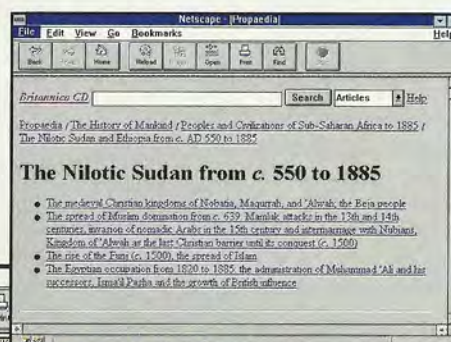 Netscape - [Propaedia]
File Edit View Go Bookmarks Help
Back Home Reload Open Print Find
Britannica CD Search Articles Help
Propaedia / The History of Mankind / Peoples and Civilizations of Sub-Saharan Africa to 1885 /
The Nilotic Sudan and Ethiopia from c. AD 550 to 1885
The Nilotic Sudan from c. 550 to 1885
The medieval Christian kingdoms of Nobatia, Maqurrah, and 'Alwah; the Beja people
The spread of Muslim domination from c. 639: Mamluk attacks in the 13th and 14th
centuries, invasion of nomadic Arabs in the 15th century and intermarriage with Nubians,
Kingdom of 'Alwah as the last Christian barrier until its conquest (c. 1500)
The rise of the Funj (c. 1500), the spread of Islam
The Egyptian occupation from 1820 to 1885: the administration of Muhammad 'Ali and his
successors, Isma'il Pasha and the growth of British influence